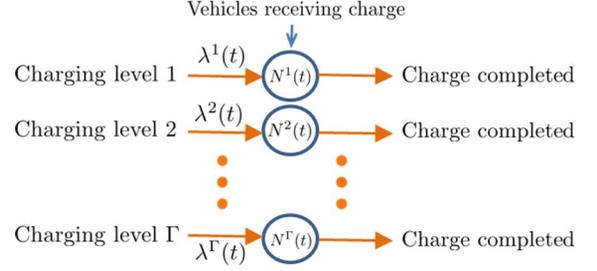 Vehicles receiving charge
Charging level 1 λ¹(t) N¹(t) Charge completed
Charging level 2 λ²(t) N²(t) Charge completed
Charging level Γ λ^Γ(t) N^Γ(t) Charge completed